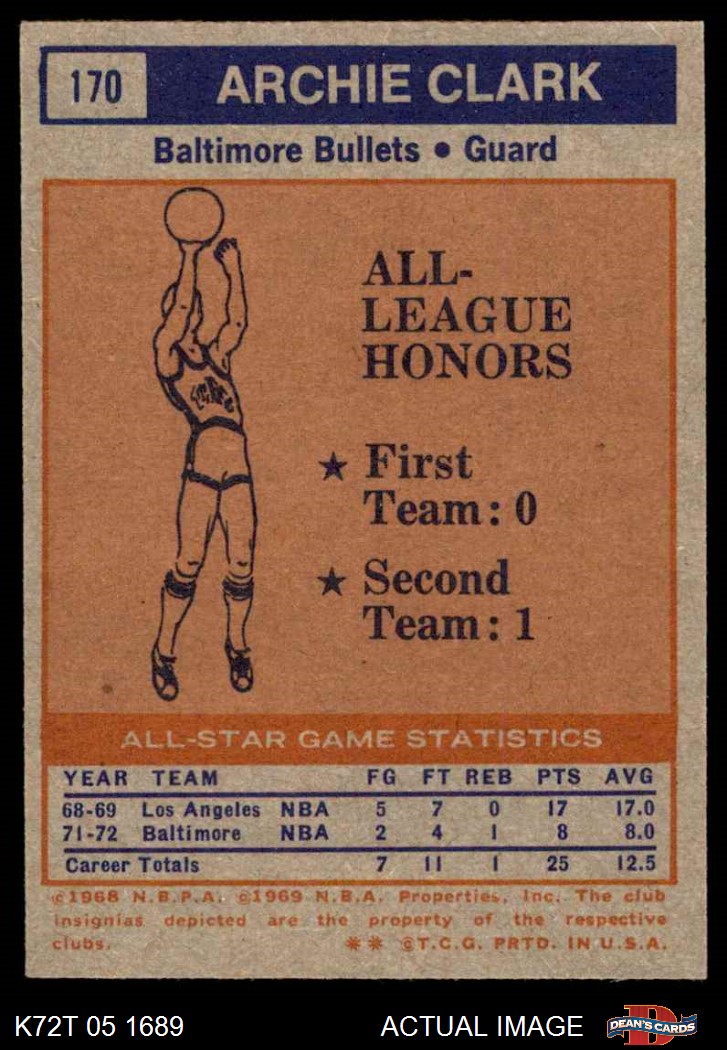 170 ARCHIE CLARK
Baltimore Bullets • Guard
ALL-
LEAGUE
HONORS
★ First
Team: 0
★ Second
Team: 1
ALL-STAR GAME STATISTICS
YEAR TEAM FG FT REB PTS AVG
68-69 Los Angeles NBA 5 7 0 17 17.0
71-72 Baltimore NBA 2 4 1 8 8.0
Career Totals 7 11 1 25 12.5
©1968 N.B.P.A. ©1969 N.B.A. Properties, Inc. The club
insignias depicted are the property of the respective
clubs. ** ©T.C.G. PRTD. IN U.S.A.
K72T 05 1689 ACTUAL IMAGE DEAN'S CARDS